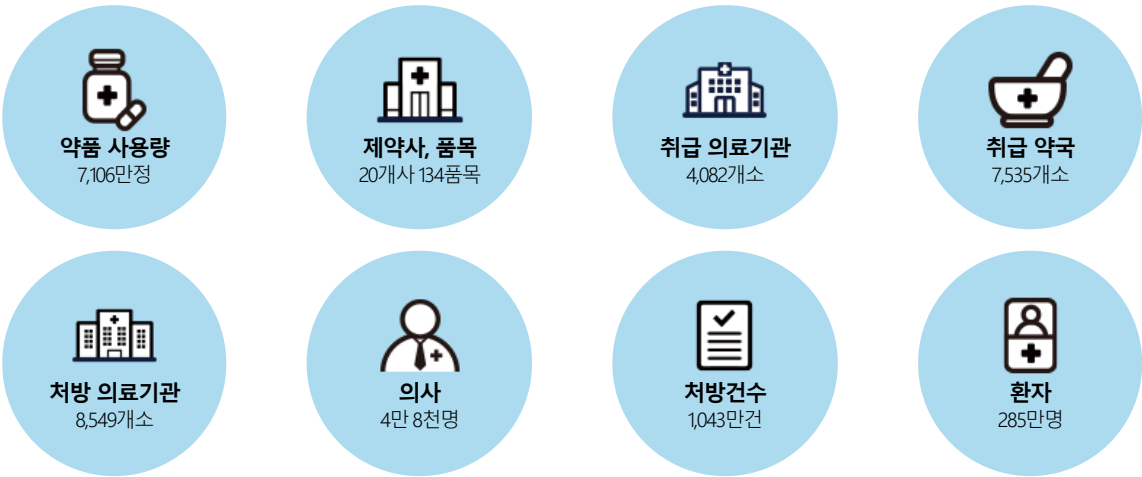 약품 사용량
7,106만정
제약사, 품목
20개사 134품목
취급 의료기관
4,082개소
취급 약국
7,535개소
처방 의료기관
8,549개소
의사
4만 8천명
처방건수
1,043만건
환자
285만명